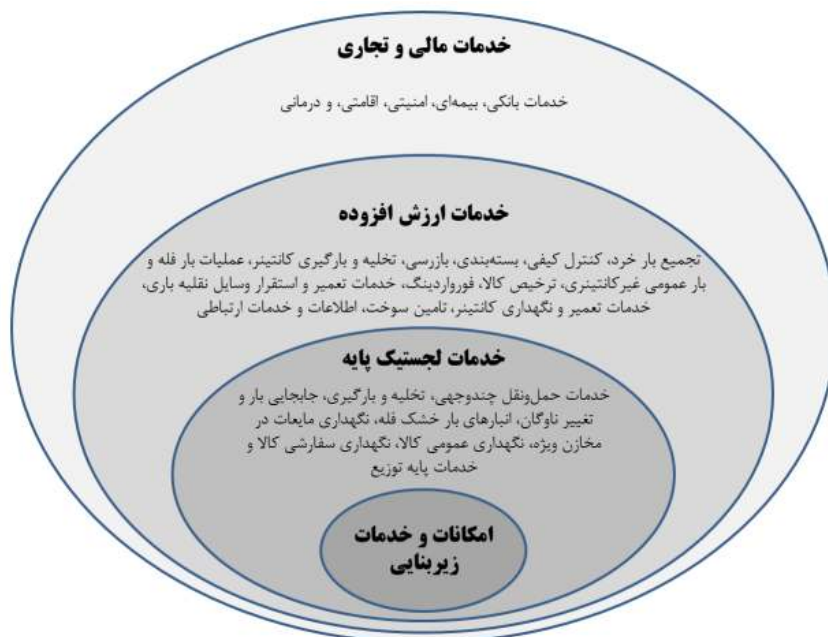 خدمات مالی و تجاری
خدمات بانکی، بیمه‌ای، امنیتی، اقامتی، و درمانی
خدمات ارزش افزوده
تجمیع بار خرد، کنترل کیفی، بسته‌بندی، بازرسی، تخلیه و بارگیری کانتینر، عملیات بار فله و
بار عمومی غیرکانتینری، ترخیص کالا، فورواردینگ، خدمات تعمیر و استقرار وسایل نقلیه باری،
خدمات تعمیر و نگهداری کانتینر، تامین سوخت، اطلاعات و خدمات ارتباطی
خدمات لجستیک پایه
خدمات حمل‌ونقل چندوجهی، تخلیه و بارگیری، جابجایی بار و
تغییر ناوگان، انبارهای بار خشک فله، نگهداری مایعات در
مخازن ویژه، نگهداری عمومی کالا، نگهداری سفارشی کالا و
خدمات پایه توزیع
امکانات و خدمات
زیربنایی